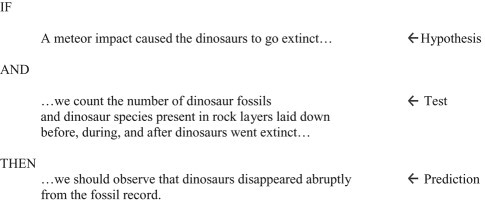 IF
A meteor impact caused the dinosaurs to go extinct… ←Hypothesis
AND
…we count the number of dinosaur fossils ← Test
and dinosaur species present in rock layers laid down
before, during, and after dinosaurs went extinct…
THEN
…we should observe that dinosaurs disappeared abruptly ← Prediction
from the fossil record.